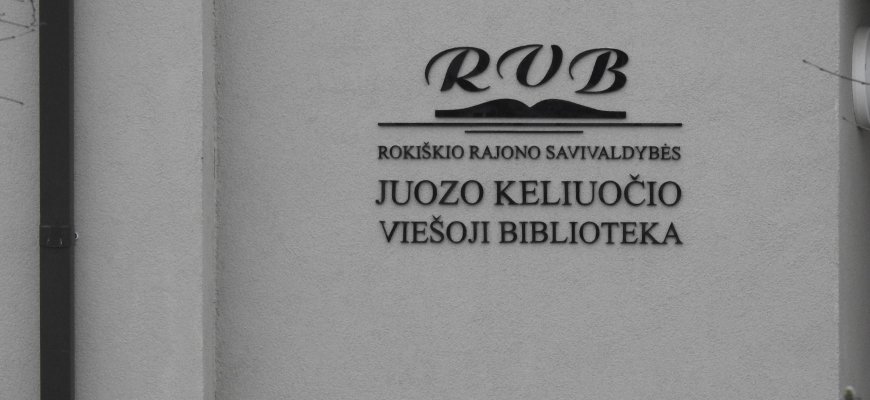 RVB
ROKIŠKIO RAJONO SAVIVALDYBĖS
JUOZO KELIUOČIO
VIEŠOJI BIBLIOTEKA